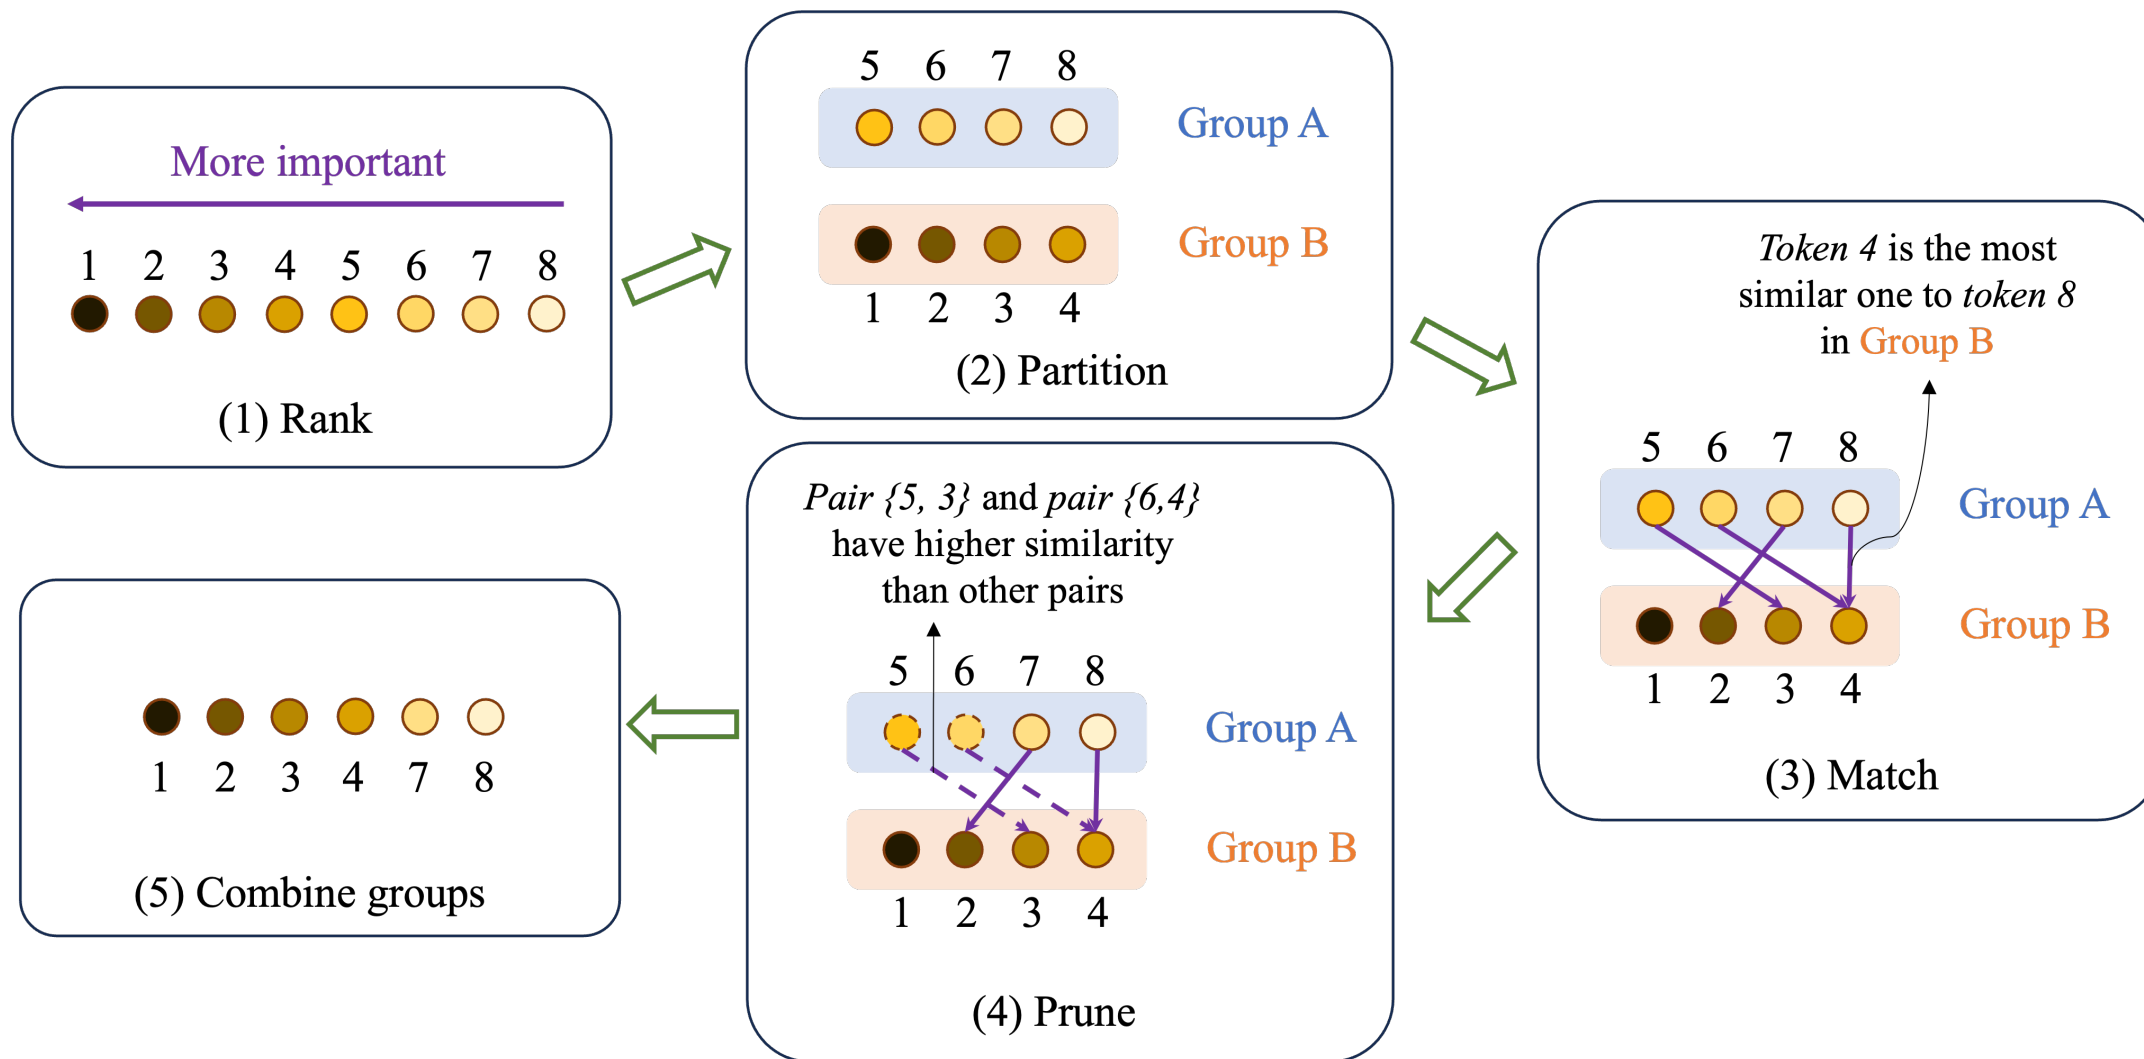 More important
1 2 3 4 5 6 7 8
(1) Rank
5 6 7 8
Group A
Group B
1 2 3 4
(2) Partition
Token 4 is the most
similar one to token 8
in Group B
5 6 7 8
Group A
Group B
1 2 3 4
(3) Match
Pair {5, 3} and pair {6,4}
have higher similarity
than other pairs
5 6 7 8
Group A
Group B
1 2 3 4
(4) Prune
1 2 3 4 7 8
(5) Combine groups